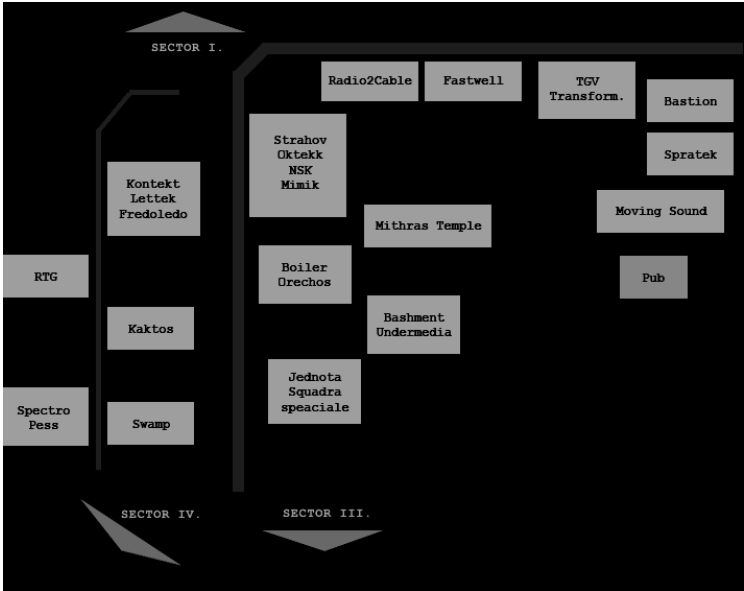 SECTOR I.
Radio2Cable
Fastwell
TGV
Transform.
Bastion
Strahov
Oktekk
NSK
Mimik
Spratek
Kontekt
Lettek
Fredoledo
Moving Sound
Mithras Temple
RTG
Boiler
Orechos
Pub
Kaktos
Bashment
Undermedia
Jednota
Squadra
speaciale
Spectro
Pess
Swamp
SECTOR IV.
SECTOR III.